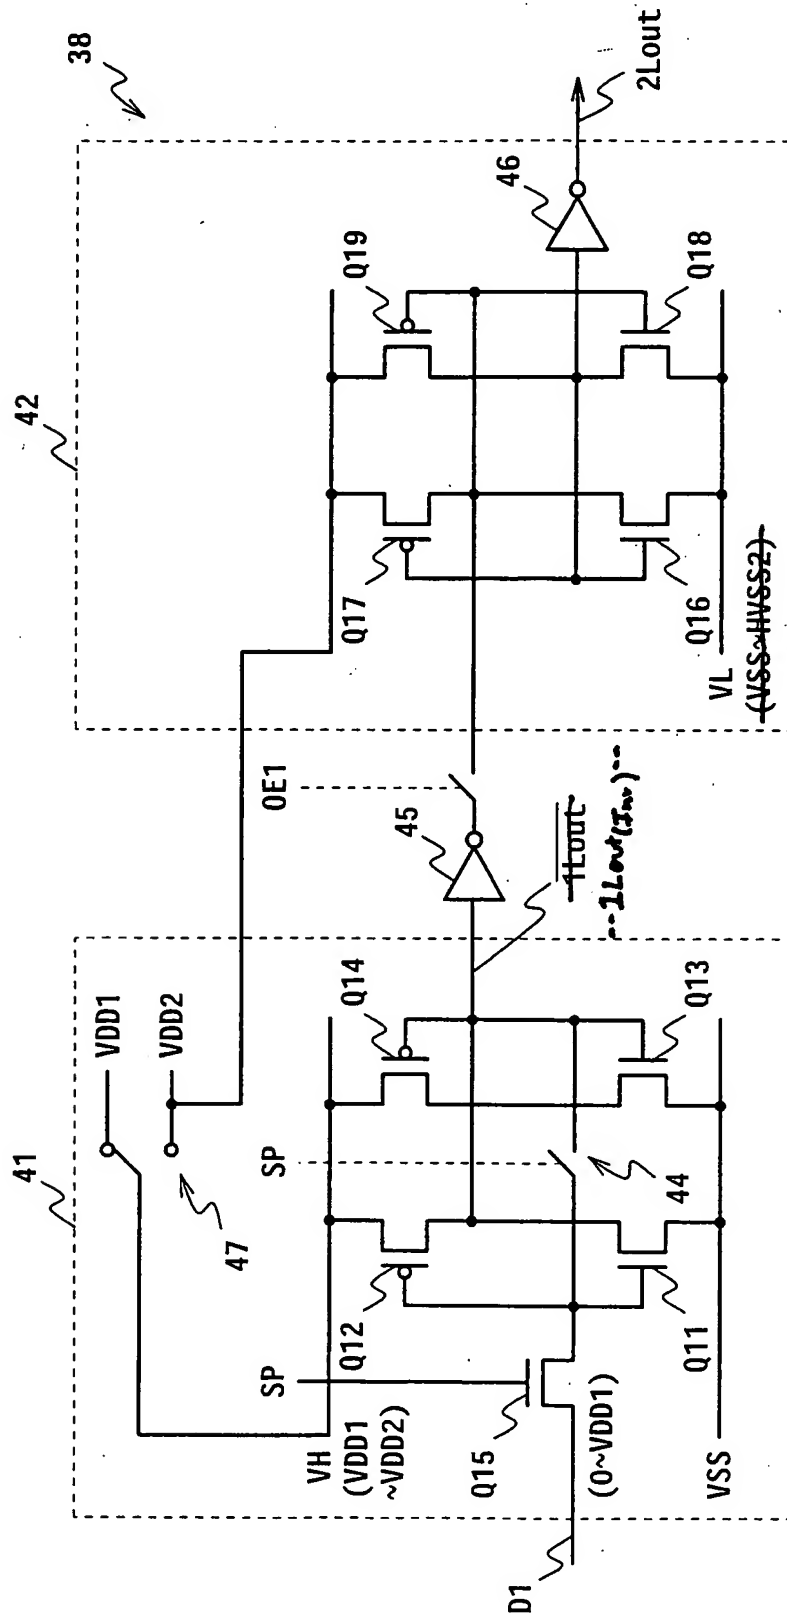 38
41
42
VDD1
VDD2
47
SP
SP
VH
(VDD1
~VDD2)
Q12
Q14
Q15
(0~VDD1)
44
Q11
Q13
VSS
D1
OE1
45
1Lout
--1Lout(Inv)--
Q17
Q19
Q16
Q18
VL
(VSS~HVSS2)
46
2Lout